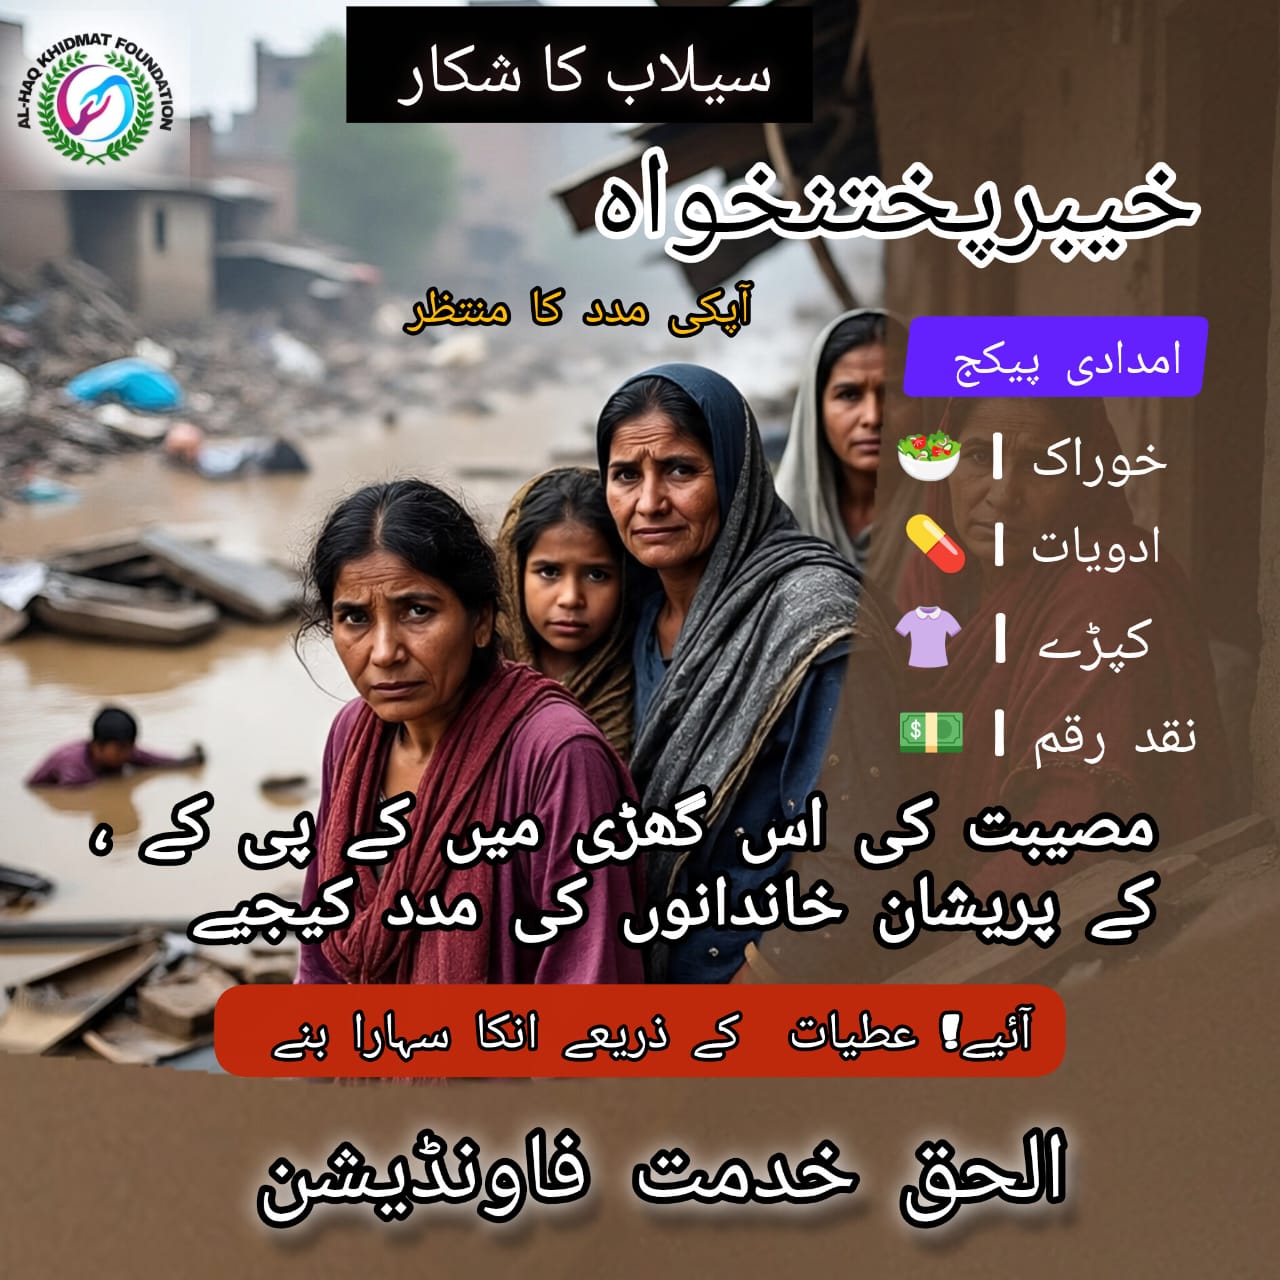 AL-HAQ KHIDMAT FOUNDATION
سیلاب کا شکار
خیبرپختنخواہ
آپکی مدد کا منتظر
امدادی پیکج
خوراک |
ادویات |
کپڑے |
نقد رقم |
مصیبت کی اس گھڑی میں کے پی کے ،
کے پریشان خاندانوں کی مدد کیجیے
آئیے! عطیات کے ذریعے انکا سہارا بنے
الحق خدمت فاونڈیشن